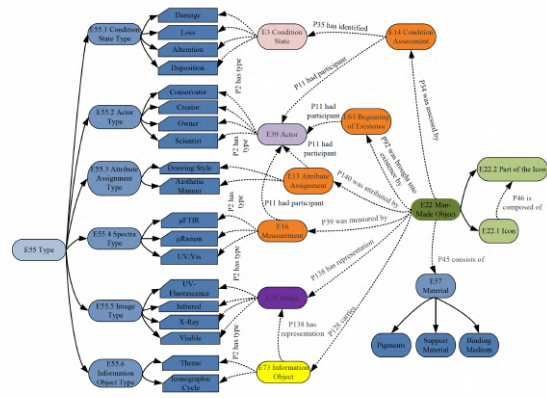 Damage
E55.1 Condition
State Type
Loss
Alteration
Deposition
P2 has type
E3 Condition
State
P35 has identified
E14 Condition
Assessment
P11 had participant
P34 was assessed by
E55.2 Actor
Type
Conservator
Creator
Owner
Scientist
P2 has type
E39 Actor
P11 had
participant
E63 Beginning
of Existence
P92 was brought into
existence by
P11 had
participant
E55.3 Attribute
Assignment Type
Drawing Style
Aesthetic
Manner
E13 Attribute
Assignment
P140 was attributed by
P11 had participant
E22 Man-
Made Object
E22.2 Part of the Icon
P46 is
composed of
E22.1 Icon
E55 Type
E55.4 Spectra
Type
μFTIR
μRaman
UV/Vis
P2 has type
E16
Measurement
P39 was measured by
P138 has representation
P45 consists of
E57
Material
Pigments
Support
Material
Binding
Medium
E55.5 Image
Type
UV-
Fluorescence
Infrared
X-Ray
Visible
P2 has type
Image
P138 has
representation
P128 carries
E55.6
Information
Object Type
Theme
Iconographic
Cycle
P2 has type
E73 Information
Object